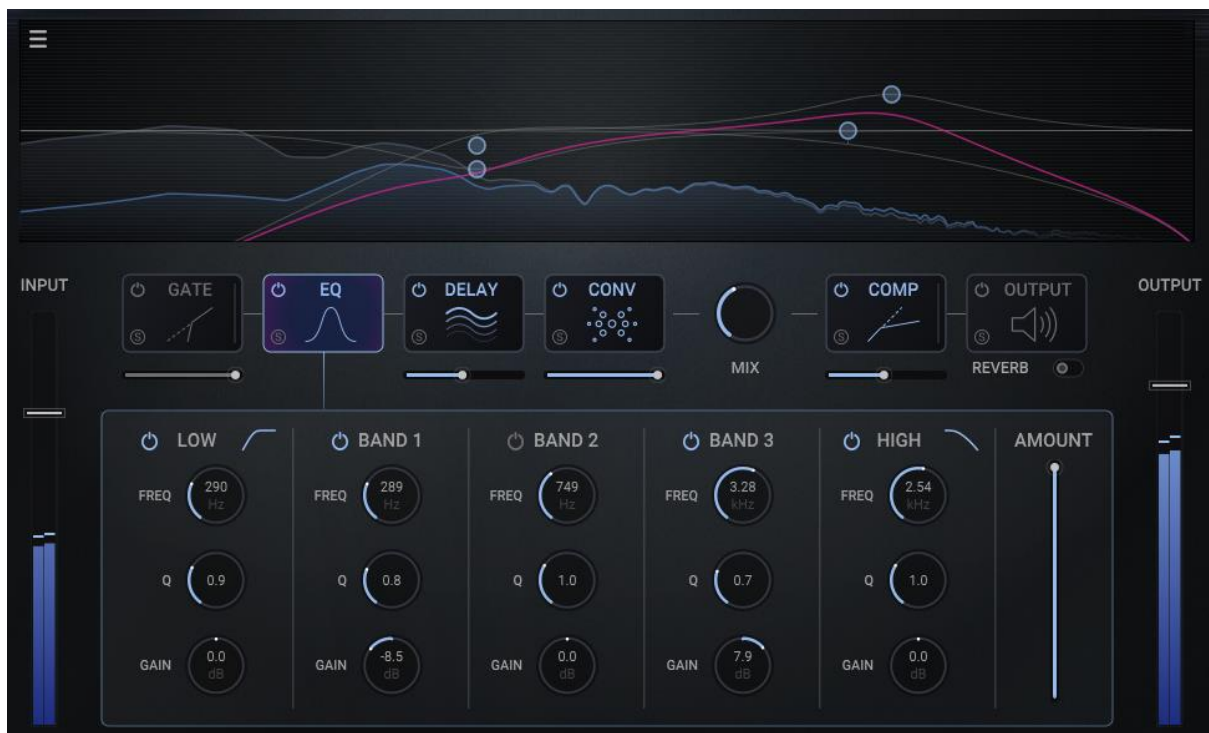 INPUT
OUTPUT
GATE
EQ
DELAY
CONV
MIX
COMP
OUTPUT
S
S
S
S
S
REVERB
LOW
BAND 1
BAND 2
BAND 3
HIGH
AMOUNT
FREQ 290 Hz
FREQ 289 Hz
FREQ 749 Hz
FREQ 3.28 kHz
FREQ 2.54 kHz
Q 0.9
Q 0.8
Q 1.0
Q 0.7
Q 1.0
GAIN 0.0 dB
GAIN -8.5 dB
GAIN 0.0 dB
GAIN 7.9 dB
GAIN 0.0 dB